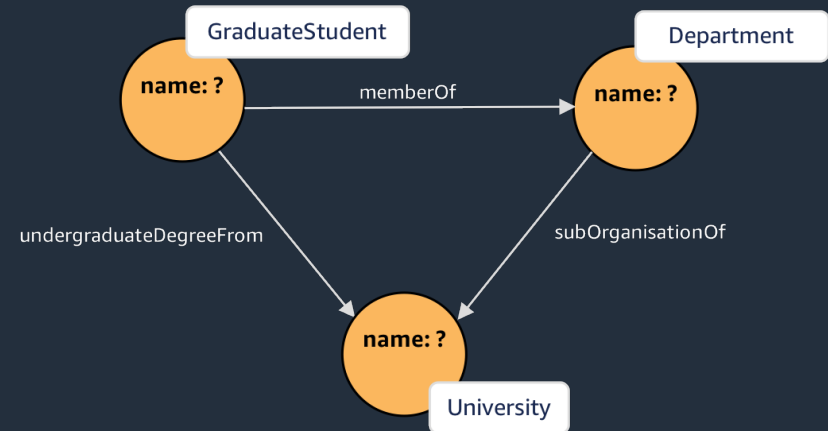 GraduateStudent
Department
name: ?
memberOf
name: ?
undergraduateDegreeFrom
subOrganisationOf
name: ?
University